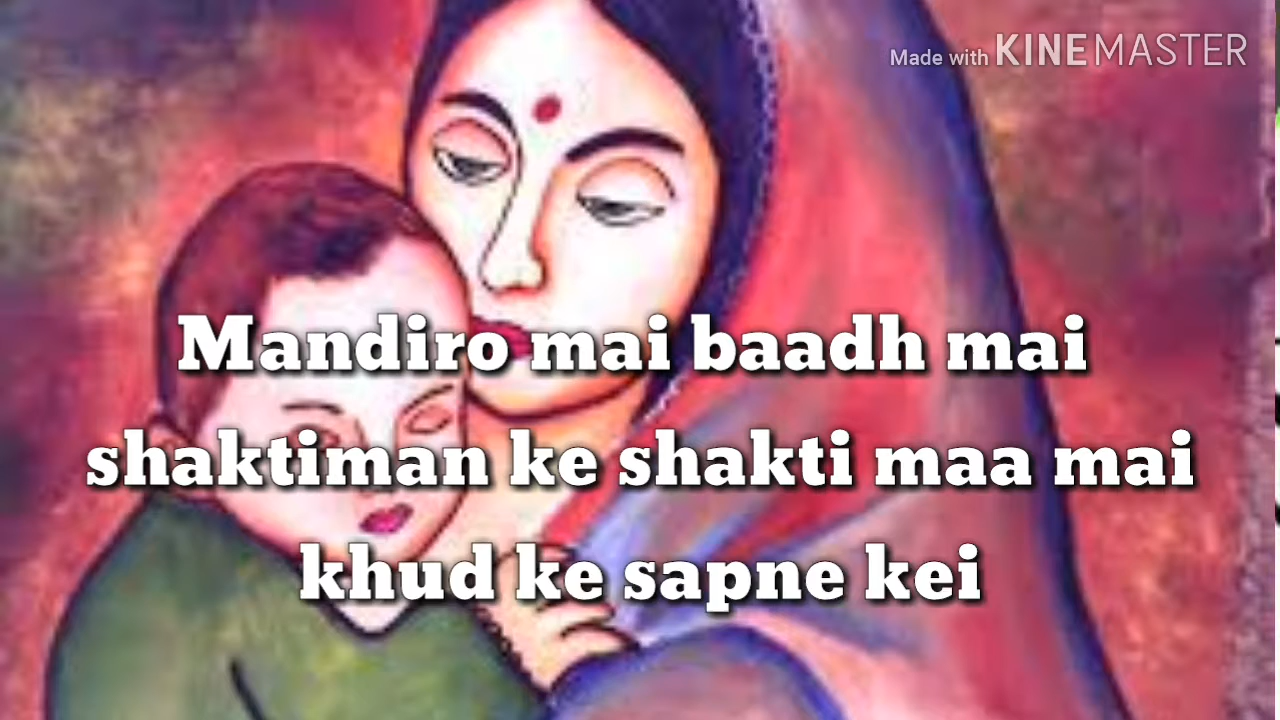 Made with KINEMASTER
Mandiro mai baadh mai
shaktiman ke shakti maa mai
khud ke sapne kei